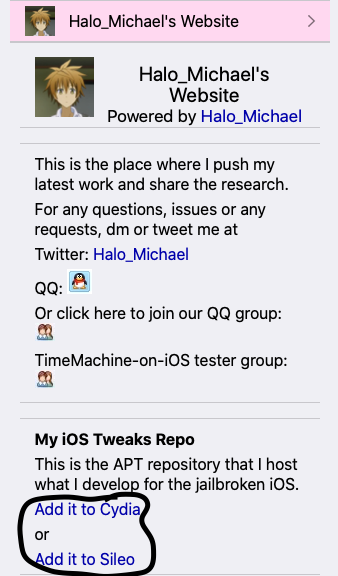 Halo_Michael's Website
Halo_Michael's
Website
Powered by Halo_Michael
This is the place where I push my
latest work and share the research.
For any questions, issues or any
requests, dm or tweet me at
Twitter: Halo_Michael
QQ:
Or click here to join our QQ group:
TimeMachine-on-iOS tester group:
My iOS Tweaks Repo
This is the APT repository that I host
what I develop for the jailbroken iOS.
Add it to Cydia
or
Add it to Sileo